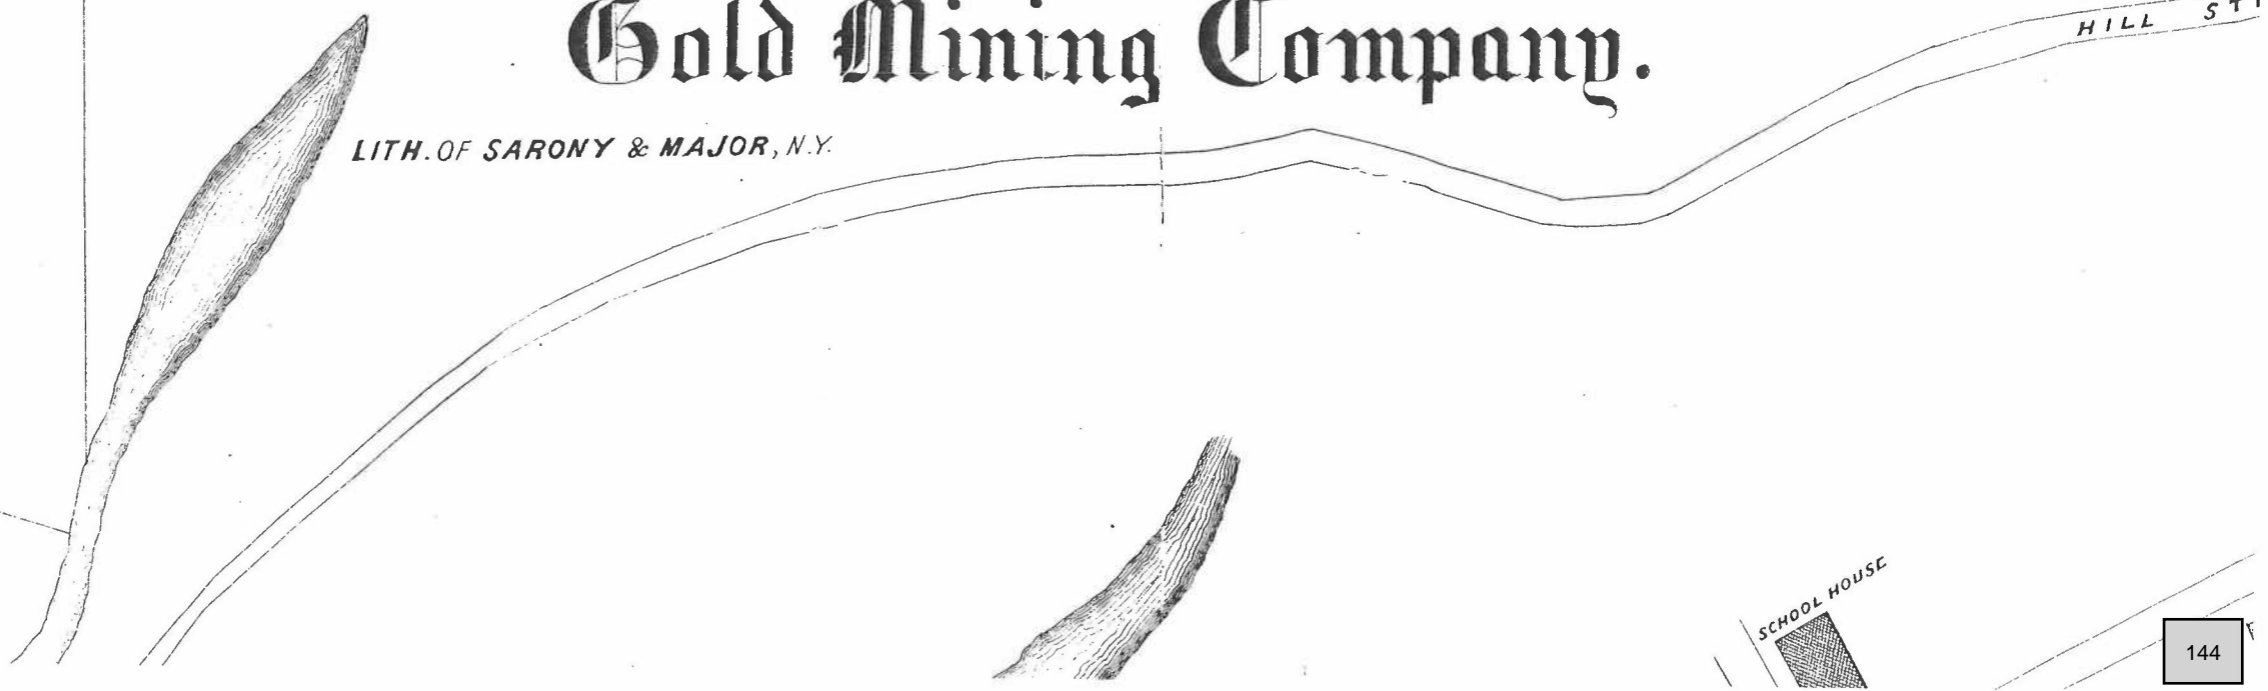 Gold Mining Company.
HILL
LITH. OF SARONY & MAJOR, N.Y.
SCHOOL HOUSE
144